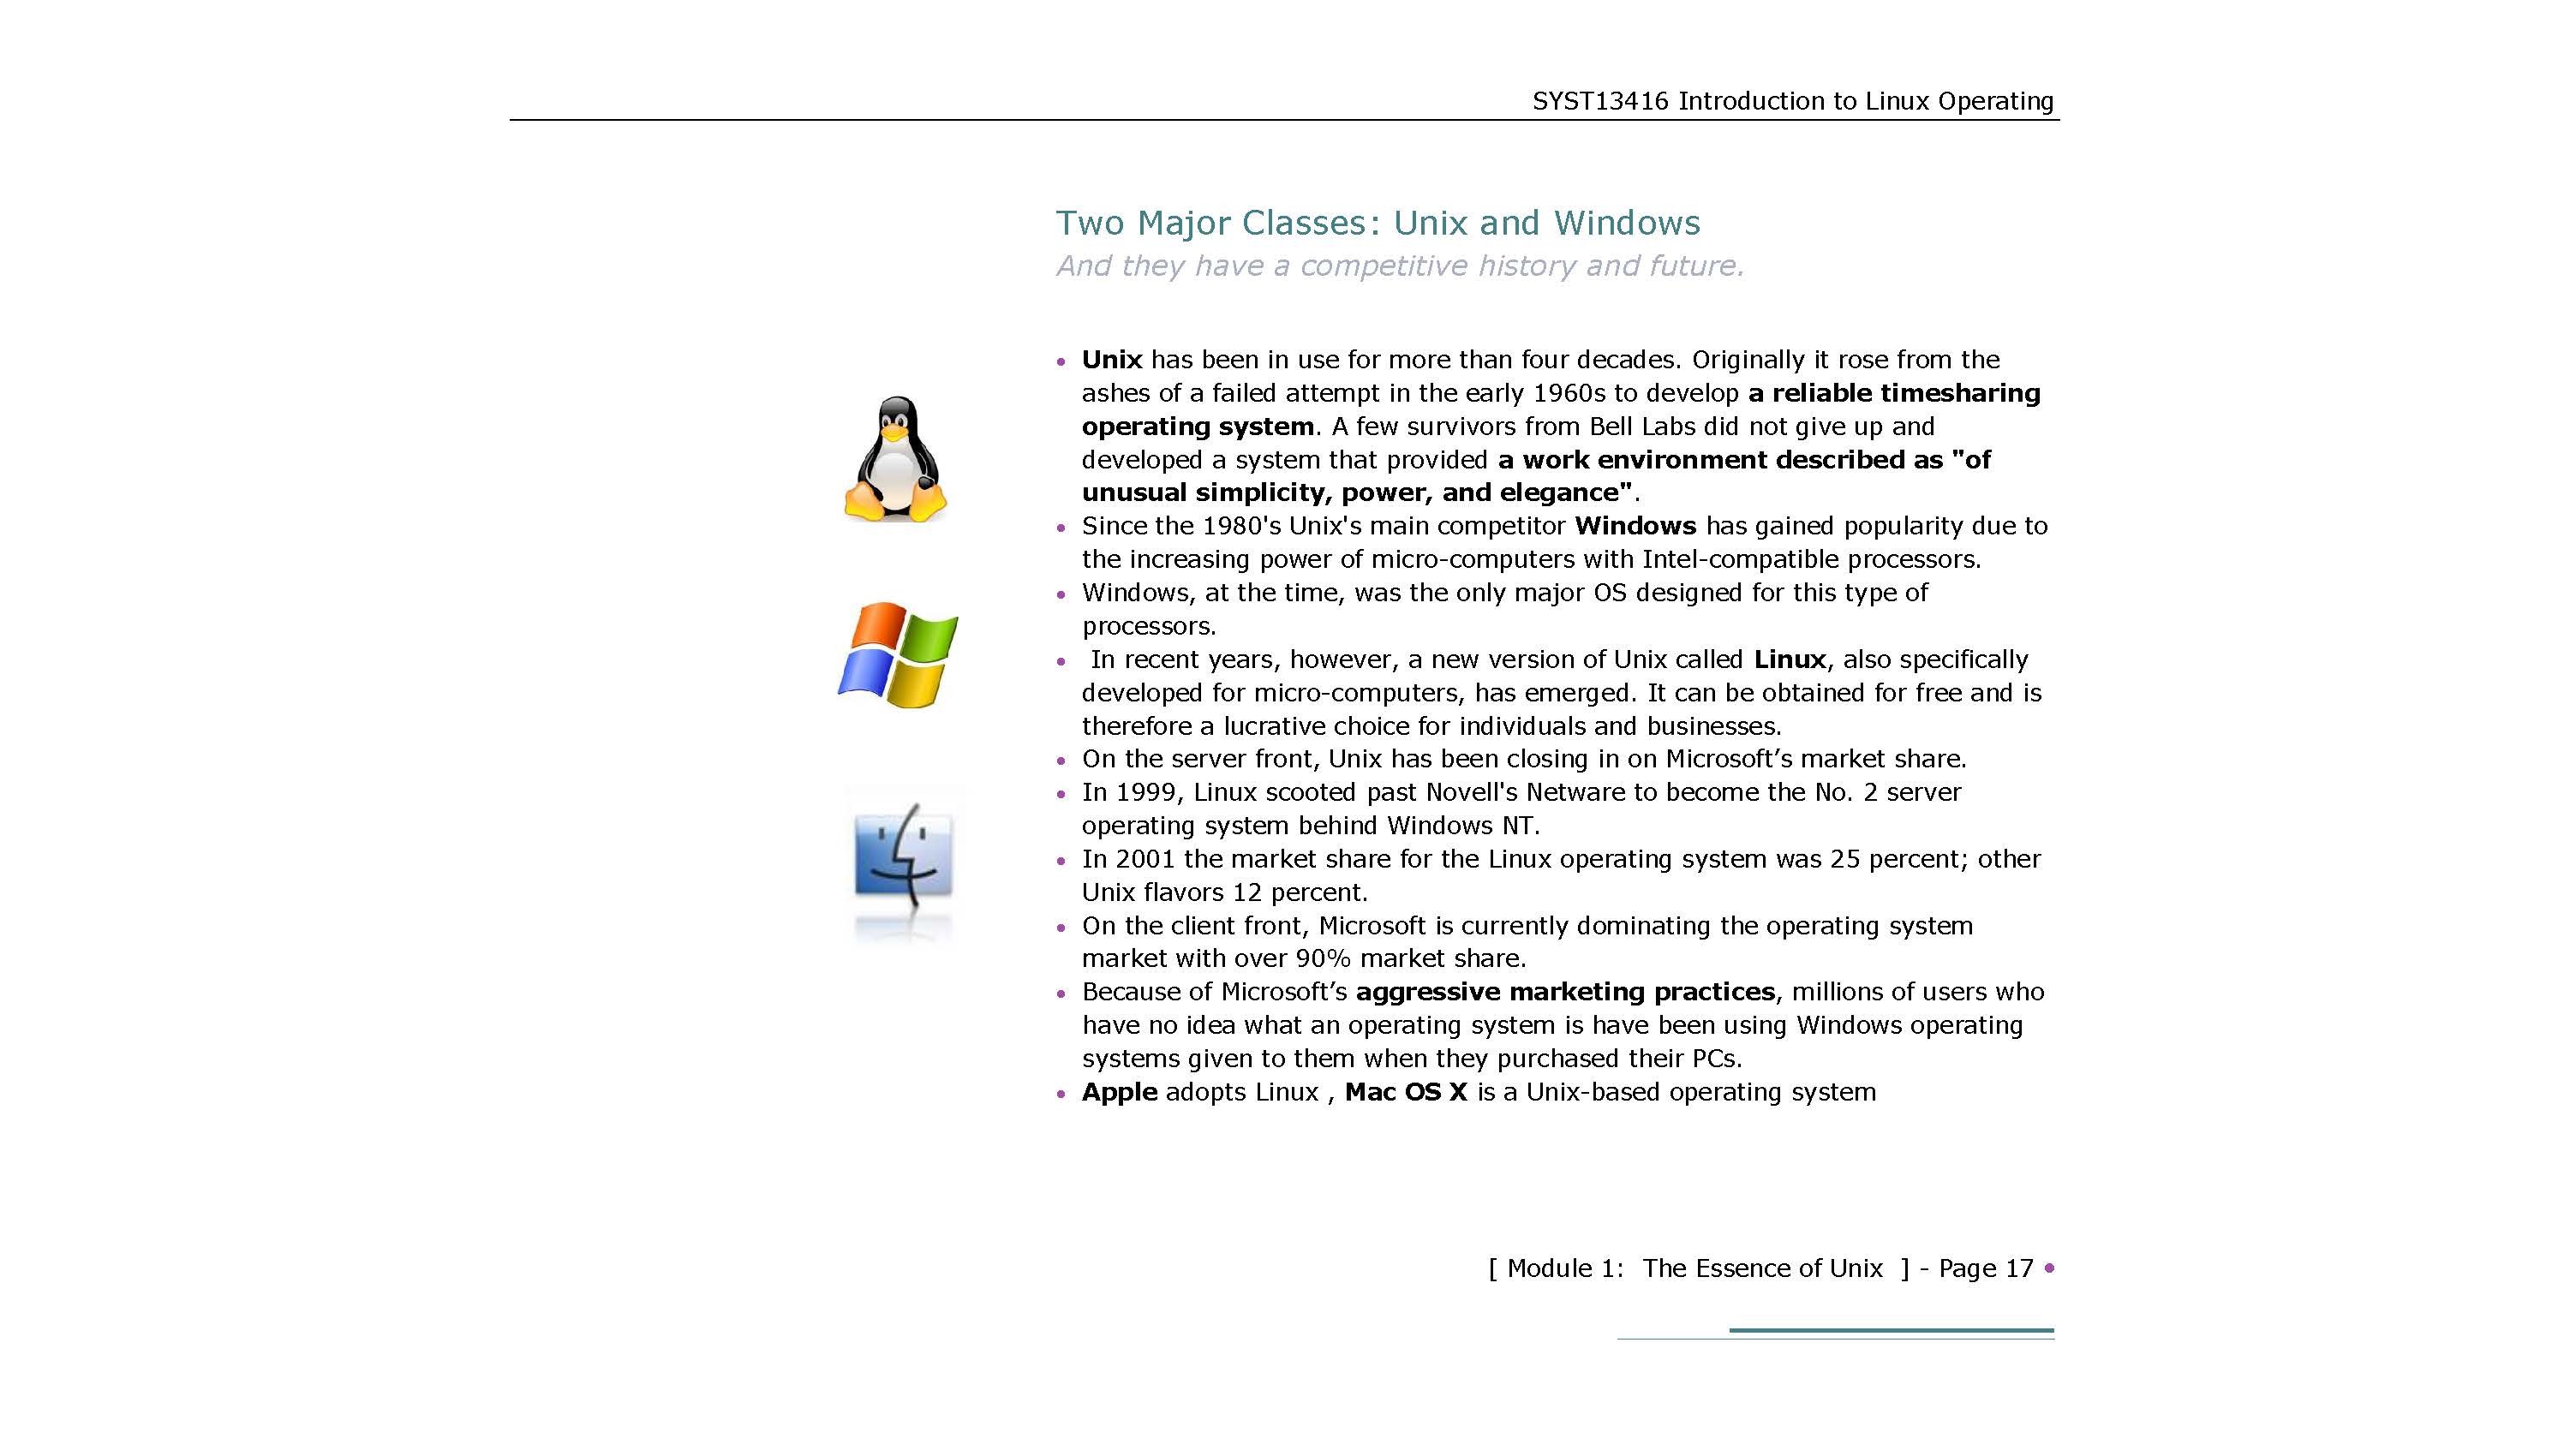 SYST13416 Introduction to Linux Operating
Two Major Classes: Unix and Windows
And they have a competitive history and future.
• Unix has been in use for more than four decades. Originally it rose from the
ashes of a failed attempt in the early 1960s to develop a reliable timesharing
operating system. A few survivors from Bell Labs did not give up and
developed a system that provided a work environment described as "of
unusual simplicity, power, and elegance".
• Since the 1980's Unix's main competitor Windows has gained popularity due to
the increasing power of micro-computers with Intel-compatible processors.
• Windows, at the time, was the only major OS designed for this type of
processors.
• In recent years, however, a new version of Unix called Linux, also specifically
developed for micro-computers, has emerged. It can be obtained for free and is
therefore a lucrative choice for individuals and businesses.
• On the server front, Unix has been closing in on Microsoft’s market share.
• In 1999, Linux scooted past Novell's Netware to become the No. 2 server
operating system behind Windows NT.
• In 2001 the market share for the Linux operating system was 25 percent; other
Unix flavors 12 percent.
• On the client front, Microsoft is currently dominating the operating system
market with over 90% market share.
• Because of Microsoft’s aggressive marketing practices, millions of users who
have no idea what an operating system is have been using Windows operating
systems given to them when they purchased their PCs.
• Apple adopts Linux , Mac OS X is a Unix-based operating system
[ Module 1: The Essence of Unix ] - Page 17 •